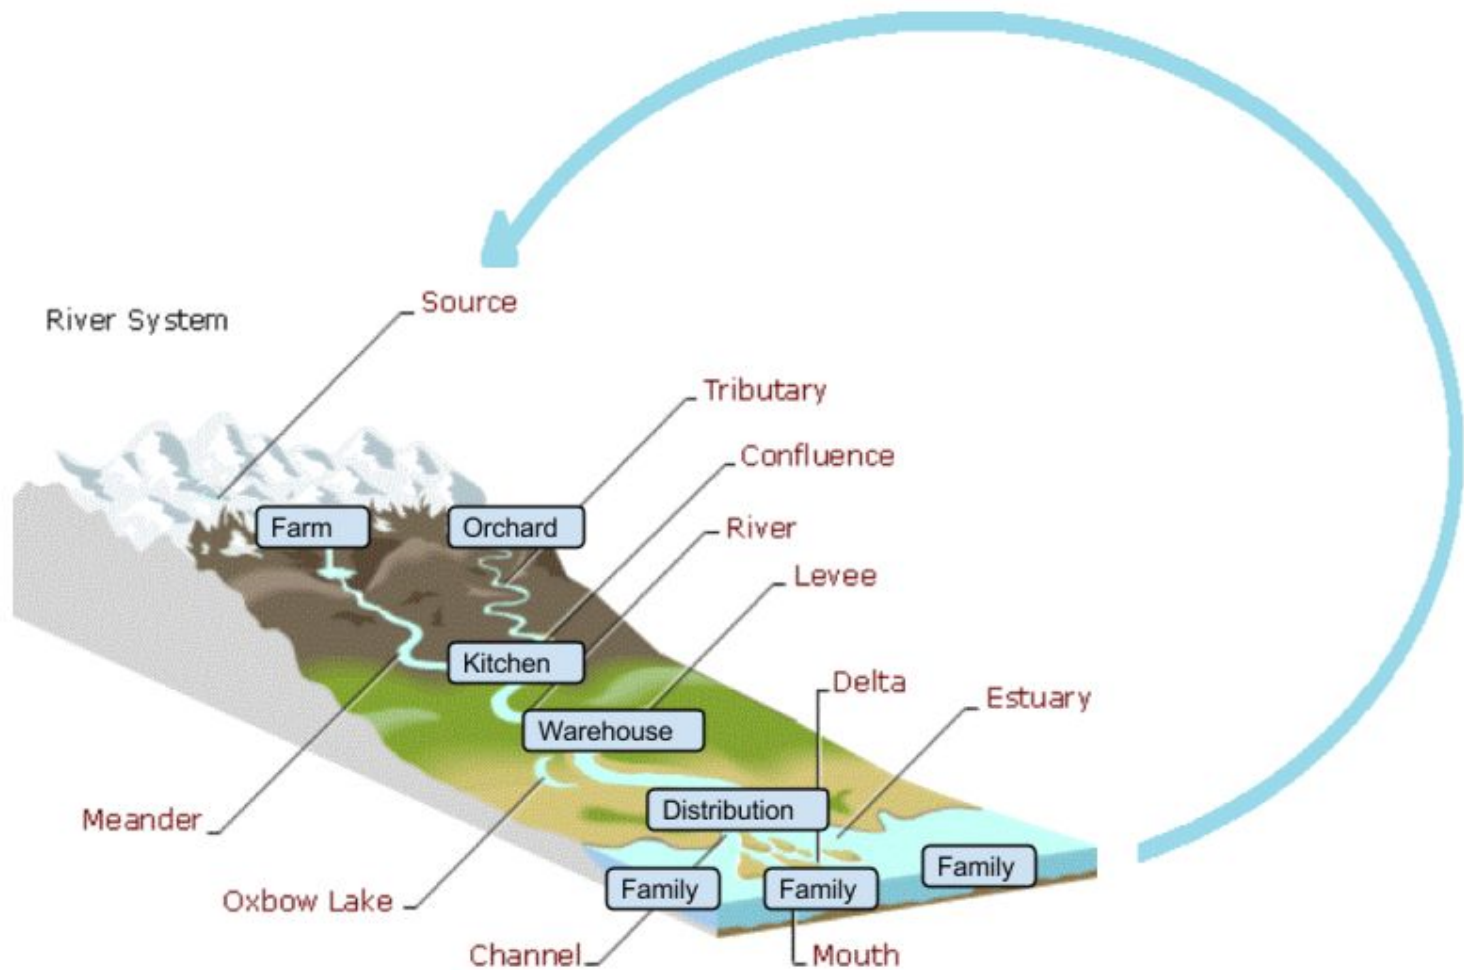 Source
River System
Tributary
Confluence
Farm
Orchard
River
Levee
Kitchen
Delta
Estuary
Warehouse
Distribution
Meander
Family
Family
Family
Oxbow Lake
Channel
Mouth